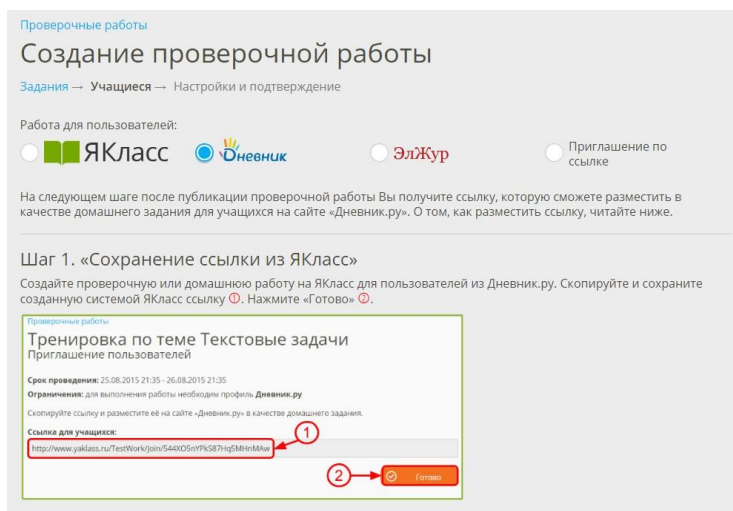 Проверочные работы
Создание проверочной работы
Задания → Учащиеся → Настройки и подтверждение
Работа для пользователей:
ЯКласс Дневник ЭлЖур Приглашение по ссылке
На следующем шаге после публикации проверочной работы Вы получите ссылку, которую сможете разместить в
качестве домашнего задания для учащихся на сайте «Дневник.ру». О том, как разместить ссылку, читайте ниже.
Шаг 1. «Сохранение ссылки из ЯКласс»
Создайте проверочную или домашнюю работу на ЯКласс для пользователей из Дневник.ру. Скопируйте и сохраните
созданную системой ЯКласс ссылку ①. Нажмите «Готово» ②.
Проверочные работы
Тренировка по теме Текстовые задачи
Приглашение пользователей
Срок проведения: 25.08.2015 21:35 - 26.08.2015 21:35
Ограничения: для выполнения работы необходим профиль Дневник.ру
Скопируйте ссылку и разместите её на сайте «Дневник.ру» в качестве домашнего задания.
Ссылка для учащихся:
1
http://www.yaklass.ru/TestWork/Join/544XO5nYPkS87Hq5MHnMAw
2
Готово